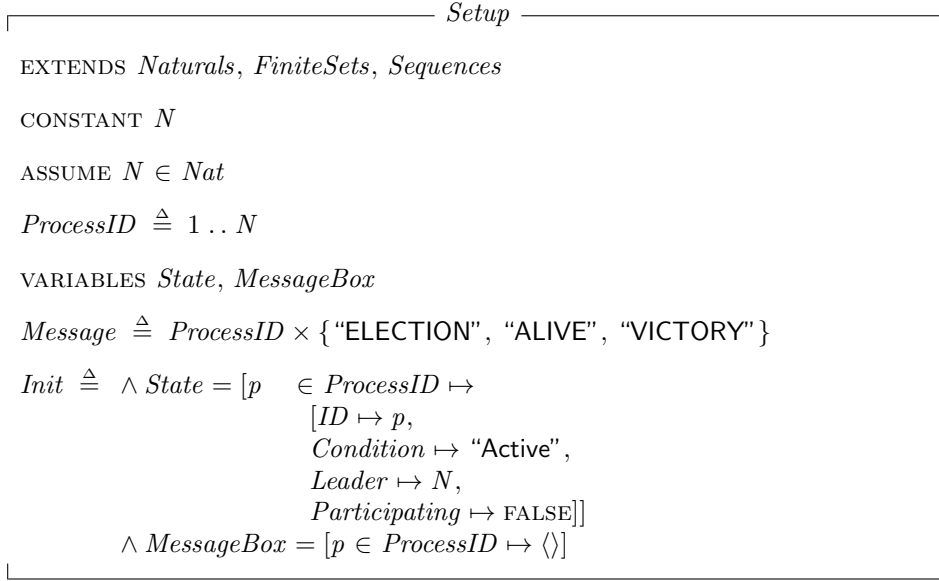 Setup
EXTENDS Naturals, FiniteSets, Sequences
CONSTANT N
ASSUME N ∈ Nat
ProcessID ≜ 1 .. N
VARIABLES State, MessageBox
Message ≜ ProcessID × {“ELECTION”, “ALIVE”, “VICTORY”}
Init ≜ ∧ State = [p ∈ ProcessID ↦
[ID ↦ p,
Condition ↦ “Active”,
Leader ↦ N,
Participating ↦ FALSE]]
∧ MessageBox = [p ∈ ProcessID ↦ ⟨⟩]